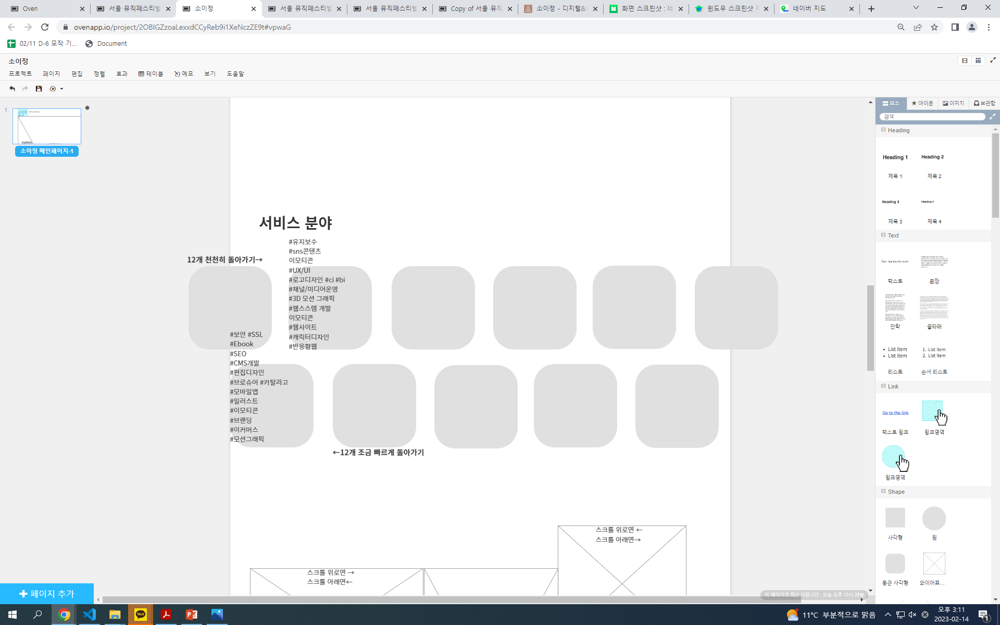 Oven
서울 뮤직페스티벌
소이정
서울 뮤직페스티벌
서울 뮤직페스티벌
Copy of 서울 뮤직
소이정 - 디지털&
화면 스크린샷 : 네
윈도우 스크린샷
네이버 지도
ovenapp.io/project/2OBIGZzoaLexxdCCyReb9i1XeNczZE9t#vpwaG
02/11 D-6 모작 기...
Document
소이정
프로젝트 페이지 편집 정렬 효과 테이블 메모 보기 도움말
요소 아이콘 이미지 보관함
검색
1.
소이정 메인페이지-1
Heading
Heading 1 Heading 2
제목 1 제목 2
Heading 3 Heading 4
제목 3 제목 4
Text
Text - Double click to edit
텍스트 문장
단락 글타래
• List item
• List item
1. List item
2. List item
리스트 순서 리스트
Link
Go to the link
텍스트 링크 링크영역
링크영역
Shape
사각형 원
둥근 사각형 와이어프...
서비스 분야
12개 천천히 돌아가기→
#유지보수
#sns콘텐츠
이모티콘
#UX/UI
#로고디자인 #ci #bi
#채널/미디어운영
#3D 모션 그래픽
#웹스스템 개발
이모티콘
#웹사이트
#캐릭터디자인
#반응형웹
#보안 #SSL
#Ebook
#SEO
#CMS개발
#편집디자인
#브로슈어 #카탈라고
#모바일앱
#일러스트
#이모티콘
#브랜딩
#이커머스
#모션그래픽
←12개 조금 빠르게 돌아가기
스크롤 위로면 ←
스크롤 아래면→
스크롤 위로면 →
스크롤 아래면←
이 페이지의 최근 저장시간 : 오늘 오후 12시 28분
페이지 추가
TALK
11°C 부분적으로 맑음
오후 3:11
2023-02-14
1